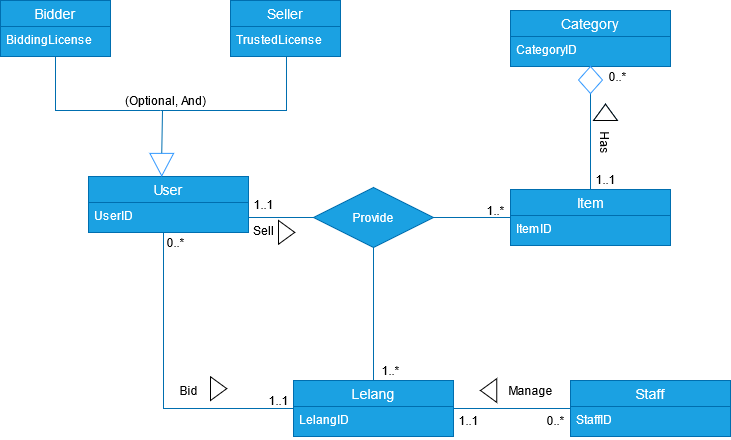 Bidder
BiddingLicense
Seller
TrustedLicense
Category
CategoryID
0..*
(Optional, And)
Has
1..1
User
UserID
1..1
Sell
Provide
1..*
Item
ItemID
0..*
Bid
1..1
1..*
Lelang
LelangID
Manage
1..1
0..*
Staff
StaffID